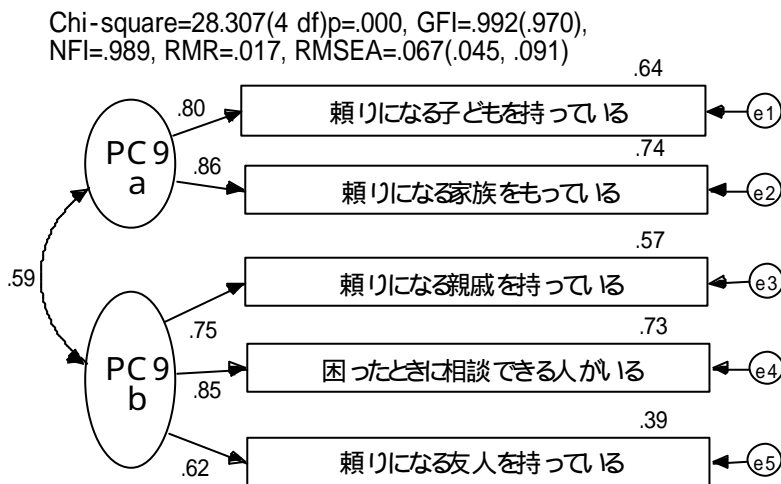 Chi-square=28.307(4 df)p=.000, GFI=.992(.970),
NFI=.989, RMR=.017, RMSEA=.067(.045, .091)
.64
.80
頼りになる子どもを持っている
e1
PC9
a
.74
.86
頼りになる家族をもっている
e2
.59
.57
頼りになる親戚を持っている
e3
.75
.73
PC9
b
困ったときに相談できる人がいる
e4
.85
.39
.62
頼りになる友人を持っている
e5